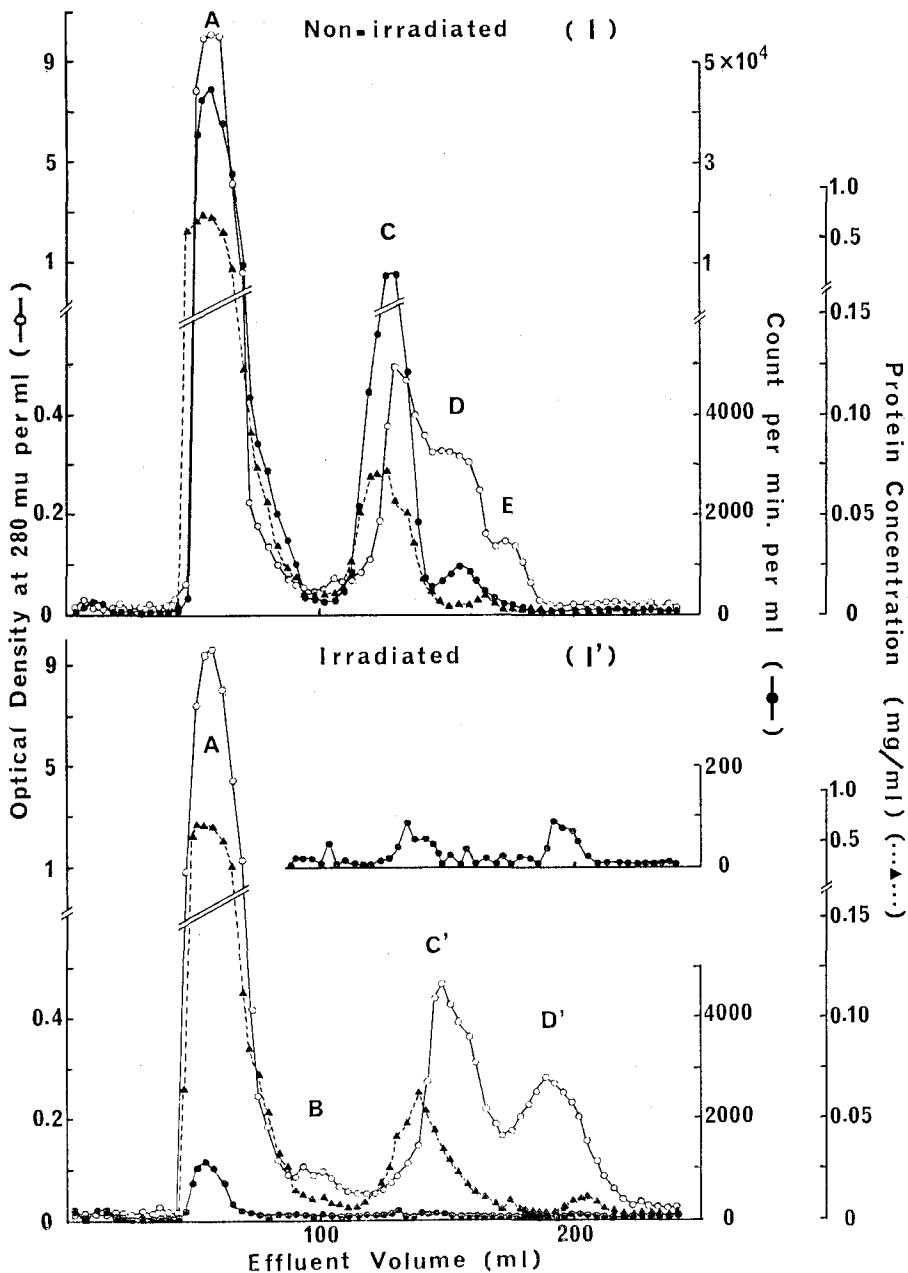 Non-irradiated ( I )
A
C
D
E
9
5
1
0.4
0.2
0
5×10⁴
3
1
4000
2000
0
1.0
0.5
0.15
0.10
0.05
0
Irradiated ( I' )
A
B
C'
D'
9
5
1
0.4
0.2
0
200
0
4000
2000
0
1.0
0.5
0.15
0.10
0.05
0
100
200
Effluent Volume (ml)
Optical Density at 280 mu per ml (—o—)
Count per min. per ml (—●—)
Protein Concentration (mg/ml) (...▲...)